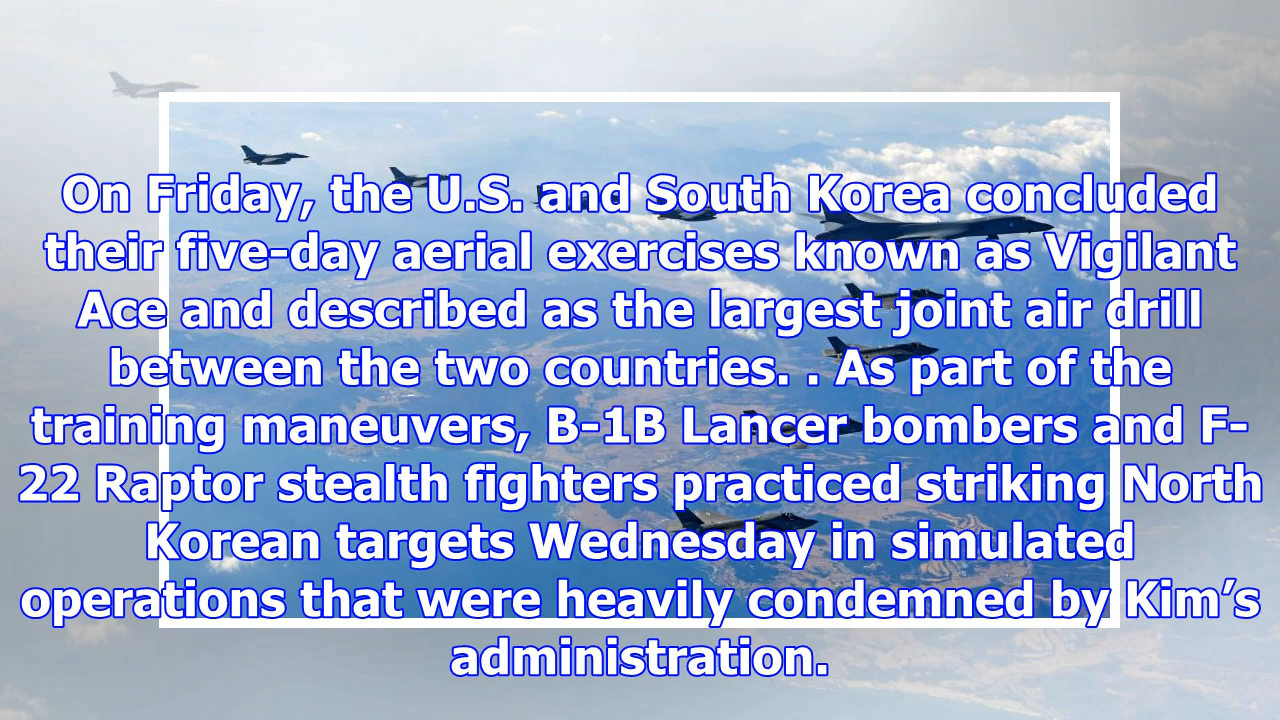 On Friday, the U.S. and South Korea concluded
their five-day aerial exercises known as Vigilant
Ace and described as the largest joint air drill
between the two countries. . As part of the
training maneuvers, B-1B Lancer bombers and F-
22 Raptor stealth fighters practiced striking North
Korean targets Wednesday in simulated
operations that were heavily condemned by Kim’s
administration.